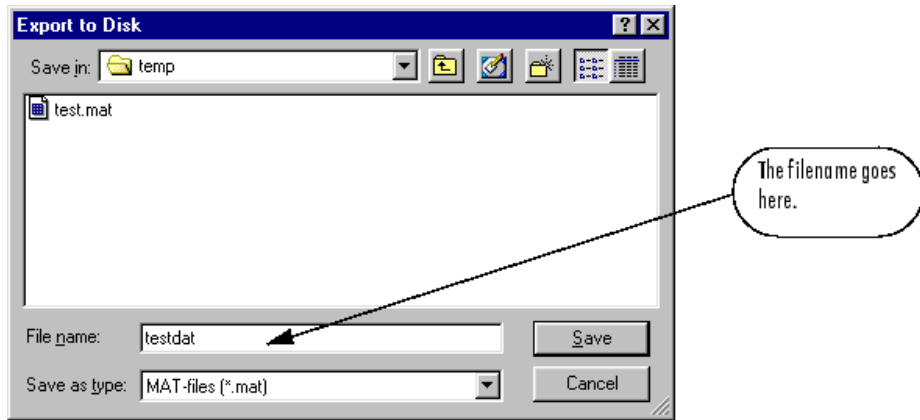 Export to Disk
Save in: temp
test.mat
The filename goes
here.
File name: testdat
Save
Save as type: MAT-files (*.mat)
Cancel